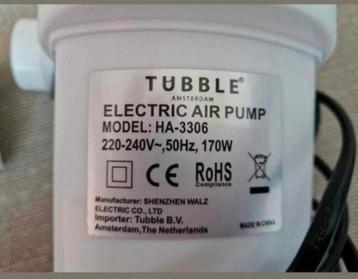 TUBBLE®
AMSTERDAM
ELECTRIC AIR PUMP
MODEL: HA-3306
220-240V~,50Hz, 170W
CE RoHS
Compliance
Manufacturer: SHENZHEN WALZ
ELECTRIC CO., LTD
Importer: Tubble B.V.
Amsterdam,The Netherlands
MADE IN CHINA